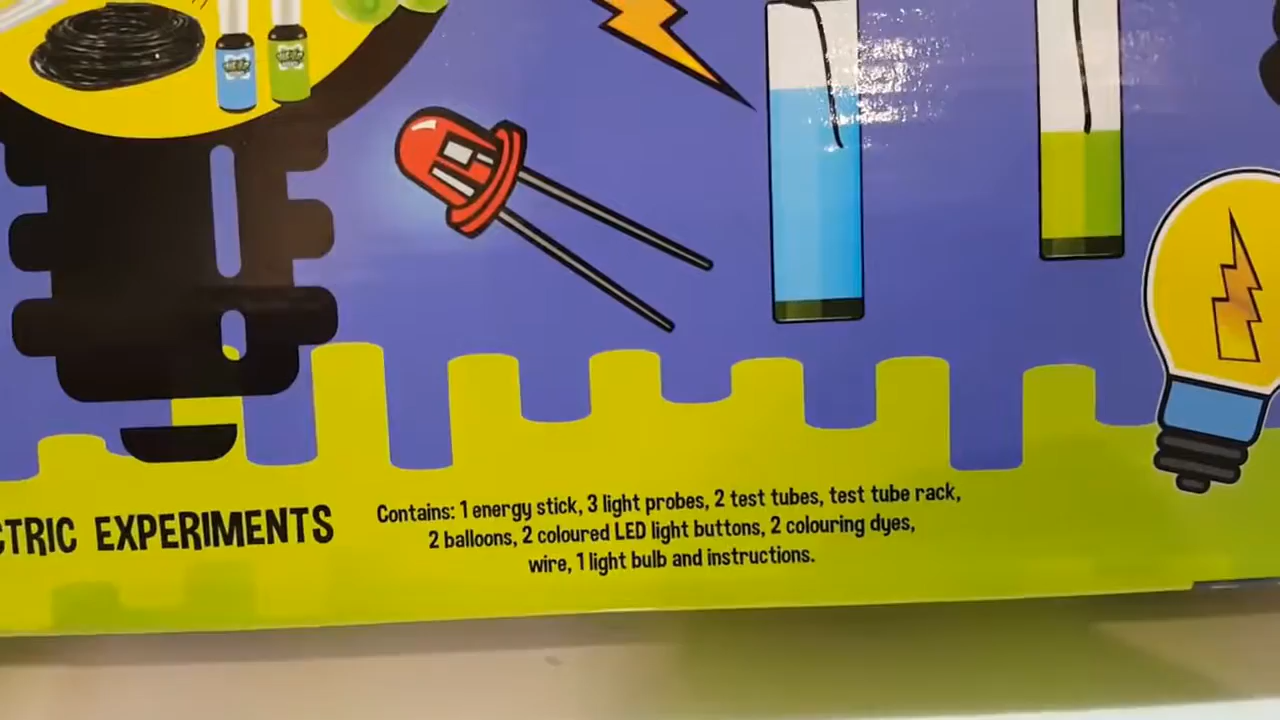 EXPERIMENTS
Contains: 1 energy stick, 3 light probes, 2 test tubes, test tube rack,
2 balloons, 2 coloured LED light buttons, 2 colouring dyes,
wire, 1 light bulb and instructions.